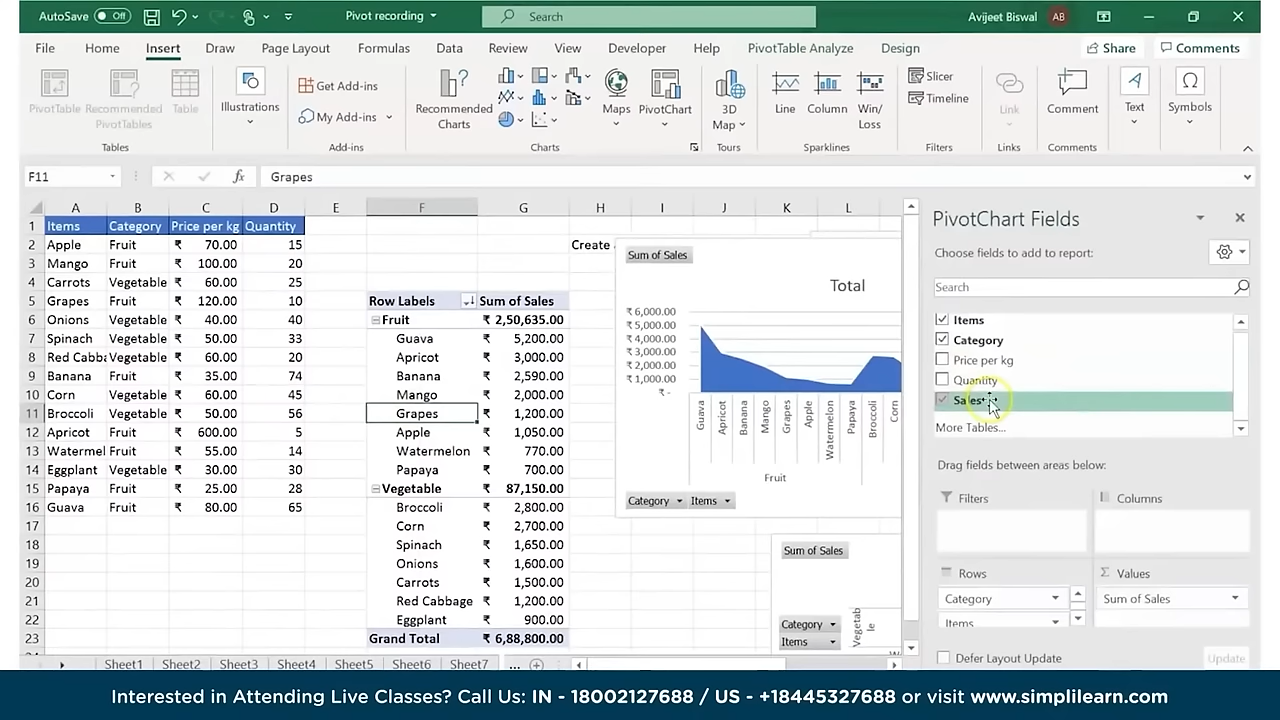 AutoSave Off Pivot recording Search Avijeet Biswal AB
File Home Insert Draw Page Layout Formulas Data Review View Developer Help PivotTable Analyze Design Share Comments
PivotTable Recommended PivotTables Table
Illustrations
Get Add-ins
My Add-ins
Recommended Charts
Maps PivotChart
3D Map
Line Column Win/Loss
Slicer
Timeline
Link
Comment
Text
Symbols
Tables Add-ins Charts Tours Sparklines Filters Links Comments
F11 fx Grapes
A B C D E F G H I J K L
1 Items Category Price per kg Quantity
2 Apple Fruit ₹ 70.00 15 Create
3 Mango Fruit ₹ 100.00 20
4 Carrots Vegetable ₹ 60.00 25
5 Grapes Fruit ₹ 120.00 10 Row Labels Sum of Sales
6 Onions Vegetable ₹ 40.00 40 Fruit ₹ 2,50,635.00
7 Spinach Vegetable ₹ 50.00 33 Guava ₹ 5,200.00
8 Red Cabba Vegetable ₹ 60.00 20 Apricot ₹ 3,000.00
9 Banana Fruit ₹ 35.00 74 Banana ₹ 2,590.00
10 Corn Vegetable ₹ 60.00 45 Mango ₹ 2,000.00
11 Broccoli Vegetable ₹ 50.00 56 Grapes ₹ 1,200.00
12 Apricot Fruit ₹ 600.00 5 Apple ₹ 1,050.00
13 Watermel Fruit ₹ 55.00 14 Watermelon ₹ 770.00
14 Eggplant Vegetable ₹ 30.00 30 Papaya ₹ 700.00
15 Papaya Fruit ₹ 25.00 28 Vegetable ₹ 87,150.00
16 Guava Fruit ₹ 80.00 65 Broccoli ₹ 2,800.00
17 Corn ₹ 2,700.00
18 Spinach ₹ 1,650.00
19 Onions ₹ 1,600.00
20 Carrots ₹ 1,500.00
21 Red Cabbage ₹ 1,200.00
22 Eggplant ₹ 900.00
23 Grand Total ₹ 6,88,800.00
Sum of Sales
Total
₹ 6,000.00
₹ 5,000.00
₹ 4,000.00
₹ 3,000.00
₹ 2,000.00
₹ 1,000.00
₹ -
Guava Apricot Banana Mango Grapes Apple Watermelon Papaya Broccoli Corn
Fruit
Category Items
Sum of Sales
Category
Items
Vegetab
le
PivotChart Fields
Choose fields to add to report:
Search
Items
Category
Price per kg
Quantity
Sales
More Tables...
Drag fields between areas below:
Filters Columns
Rows Σ Values
Category Sum of Sales
Items
Defer Layout Update Update
Sheet1 Sheet2 Sheet3 Sheet4 Sheet5 Sheet6 Sheet7 ...
Interested in Attending Live Classes? Call Us: IN - 18002127688 / US - +18445327688 or visit www.simplilearn.com